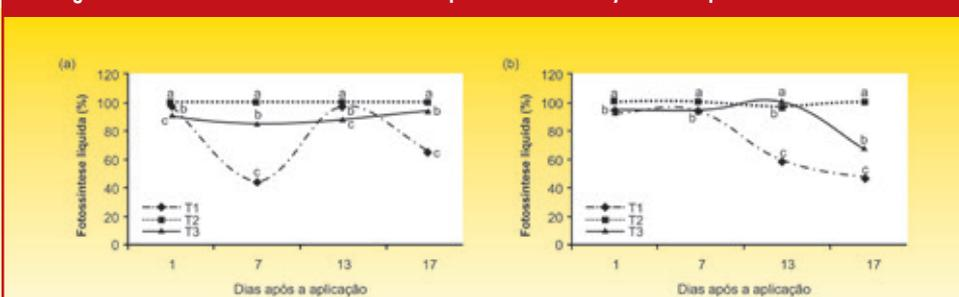 (a)
120
100
80
60
40
20
0
Fotossíntese líquida (%)
a a a a
b b b b
c c c c
T1
T2
T3
1 7 13 17
Dias após a aplicação
(b)
120
100
80
60
40
20
0
Fotossíntese líquida (%)
a a a a
b b b b
c c
T1
T2
T3
1 7 13 17
Dias após a aplicação